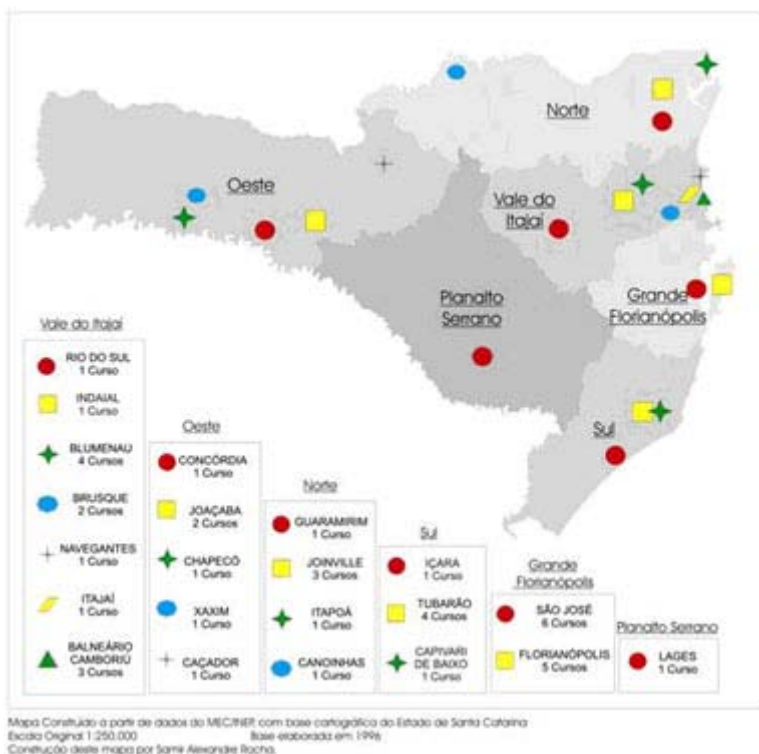 Norte
Oeste
Vale do
Itajaí
Planalto
Serrano
Grande
Florianópolis
Sul
Vale do Itajaí
RIO DO SUL
1 Curso
INDAIAL
1 Curso
BLUMENAU
4 Cursos
BRUSQUE
2 Cursos
NAVEGANTES
1 Curso
ITAJAÍ
1 Curso
BALNEÁRIO
CAMBORIÚ
3 Cursos
Oeste
CONCÓRDIA
1 Curso
JOAÇABA
2 Cursos
CHAPECÓ
1 Curso
XAXIM
1 Curso
CAÇADOR
1 Curso
Norte
GUARAMIRIM
1 Curso
JOINVILLE
3 Cursos
ITAPOÁ
1 Curso
CANOINHAS
1 Curso
Sul
IÇARA
1 Curso
TUBARÃO
4 Cursos
CAPIVARI
DE BAIXO
1 Curso
Grande
Florianópolis
SÃO JOSÉ
6 Cursos
FLORIANÓPOLIS
5 Cursos
Planalto Serrano
LAGES
1 Curso
Mapa Construído a partir de dados do MEC/INEP, com base cartográfica do Estado de Santa Catarina
Escala Original 1:250.000 Base elaborada em 1996
Construção deste mapa por Samir Alexandre Rocha.